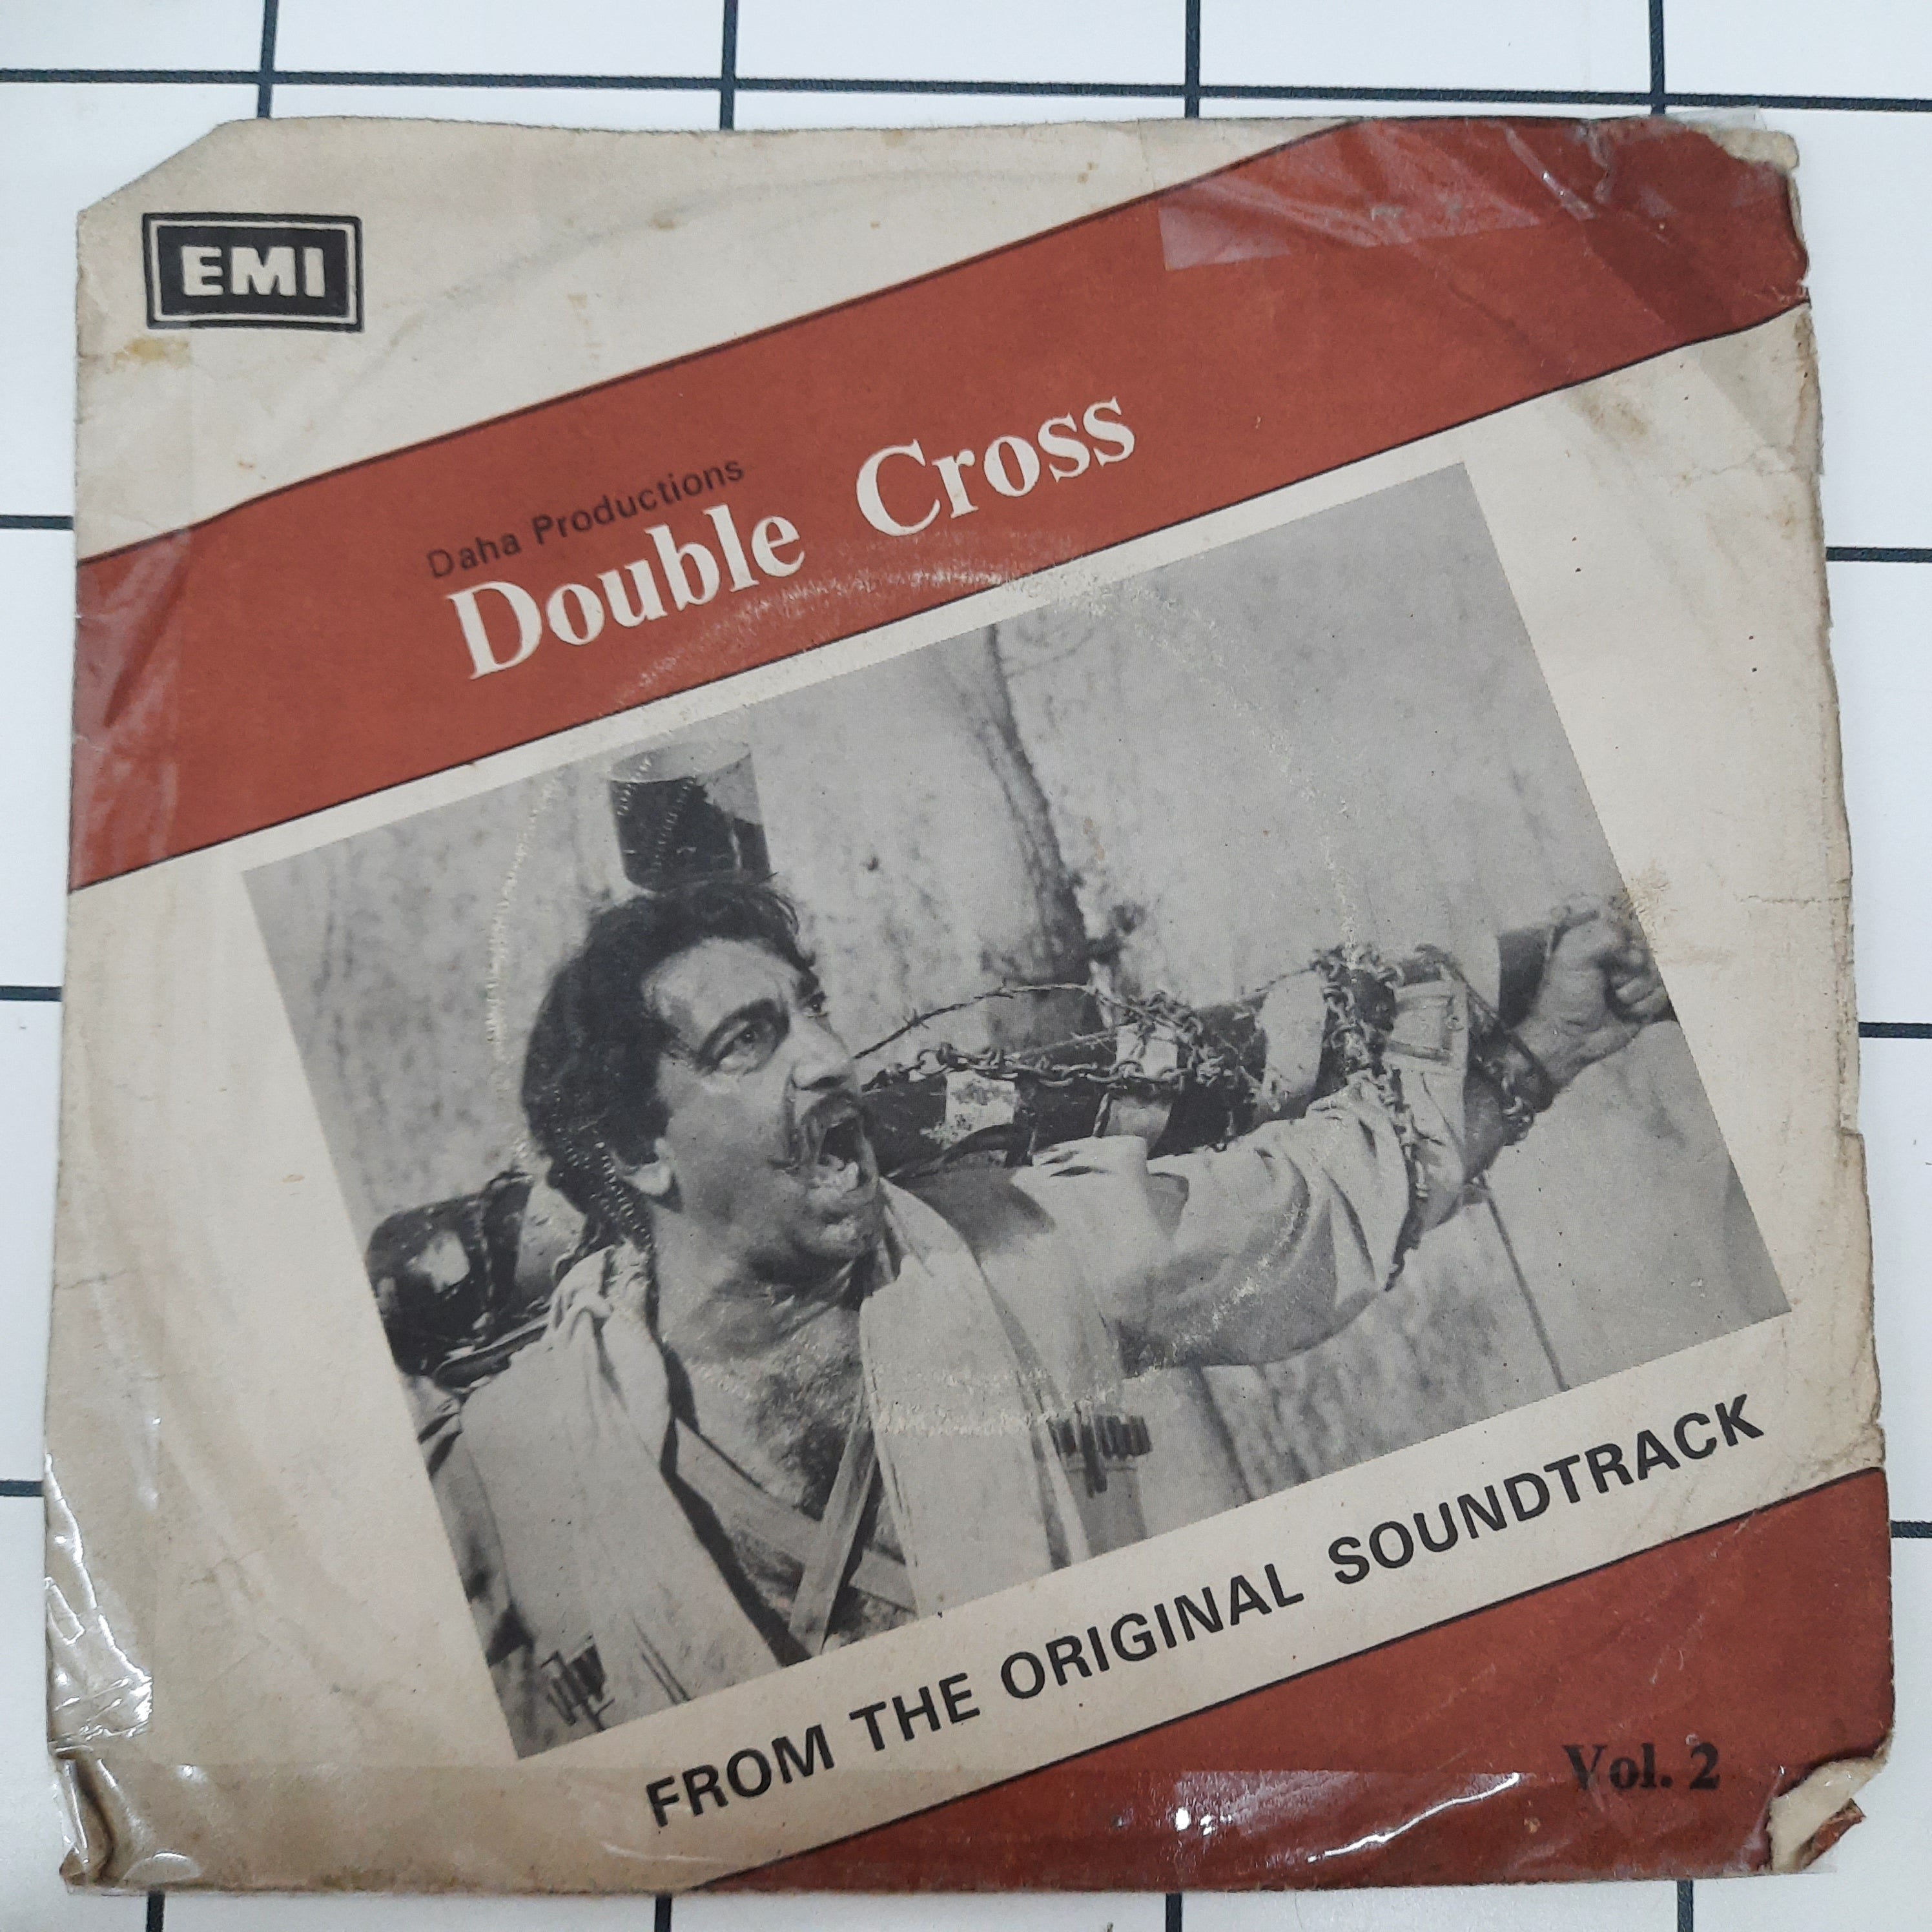 EMI
Daha Productions
Double Cross
FROM THE ORIGINAL SOUNDTRACK
Vol. 2